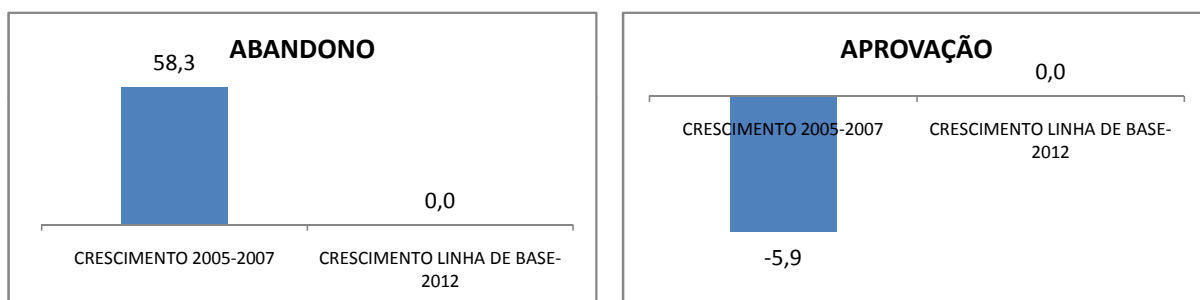 ABANDONO
58,3
0,0
CRESCIMENTO 2005-2007
CRESCIMENTO LINHA DE BASE-
2012
APROVAÇÃO
0,0
CRESCIMENTO 2005-2007
CRESCIMENTO LINHA DE BASE-
2012
-5,9